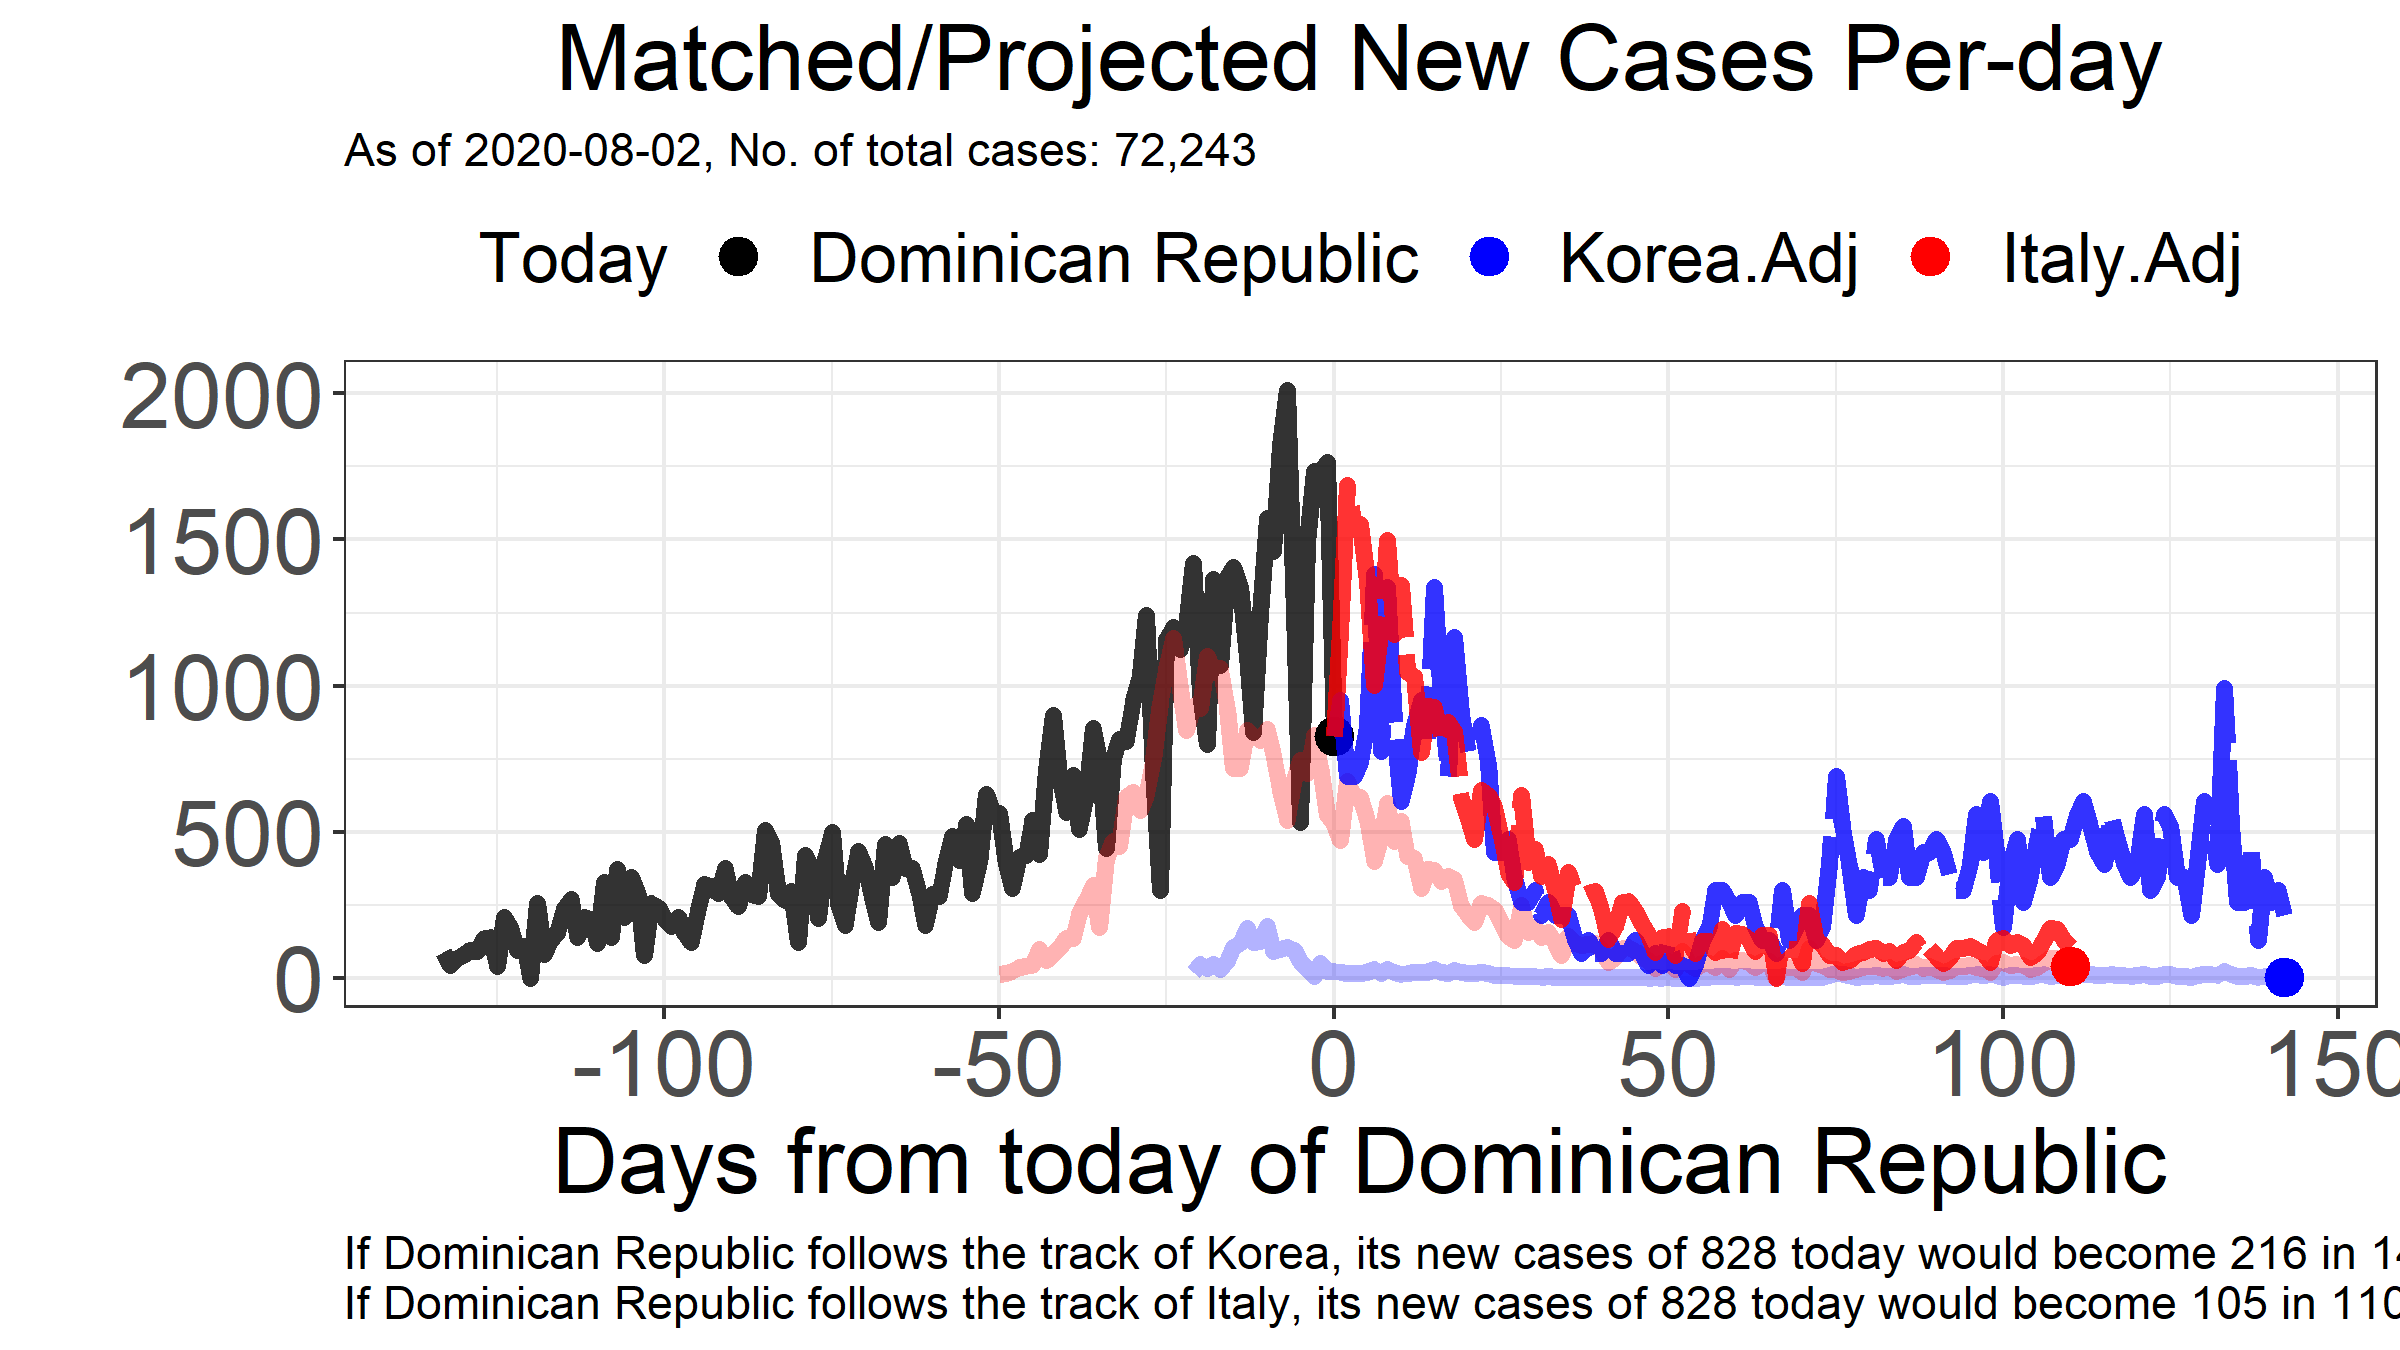 Matched/Projected New Cases Per-day
As of 2020-08-02, No. of total cases: 72,243
Today Dominican Republic Korea.Adj Italy.Adj
2000
1500
1000
500
0
-100 -50 0 50 100 150
Days from today of Dominican Republic
If Dominican Republic follows the track of Korea, its new cases of 828 today would become 216 in
If Dominican Republic follows the track of Italy, its new cases of 828 today would become 105 in 110